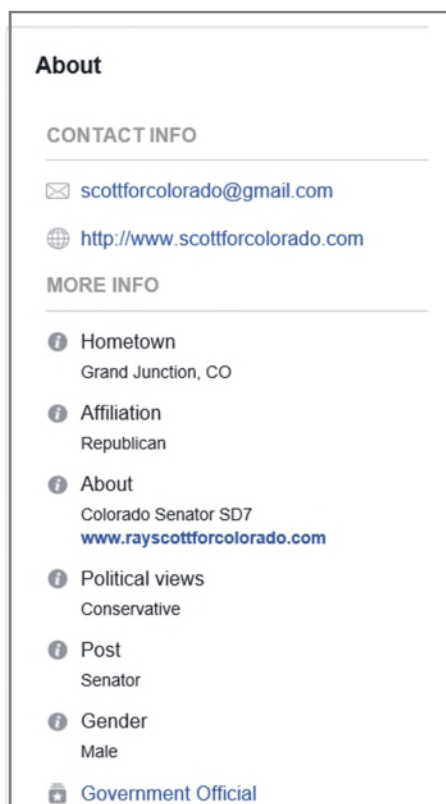 About
CONTACT INFO
scottforcolorado@gmail.com
http://www.scottforcolorado.com
MORE INFO
Hometown
Grand Junction, CO
Affiliation
Republican
About
Colorado Senator SD7
www.rayscottforcolorado.com
Political views
Conservative
Post
Senator
Gender
Male
Government Official